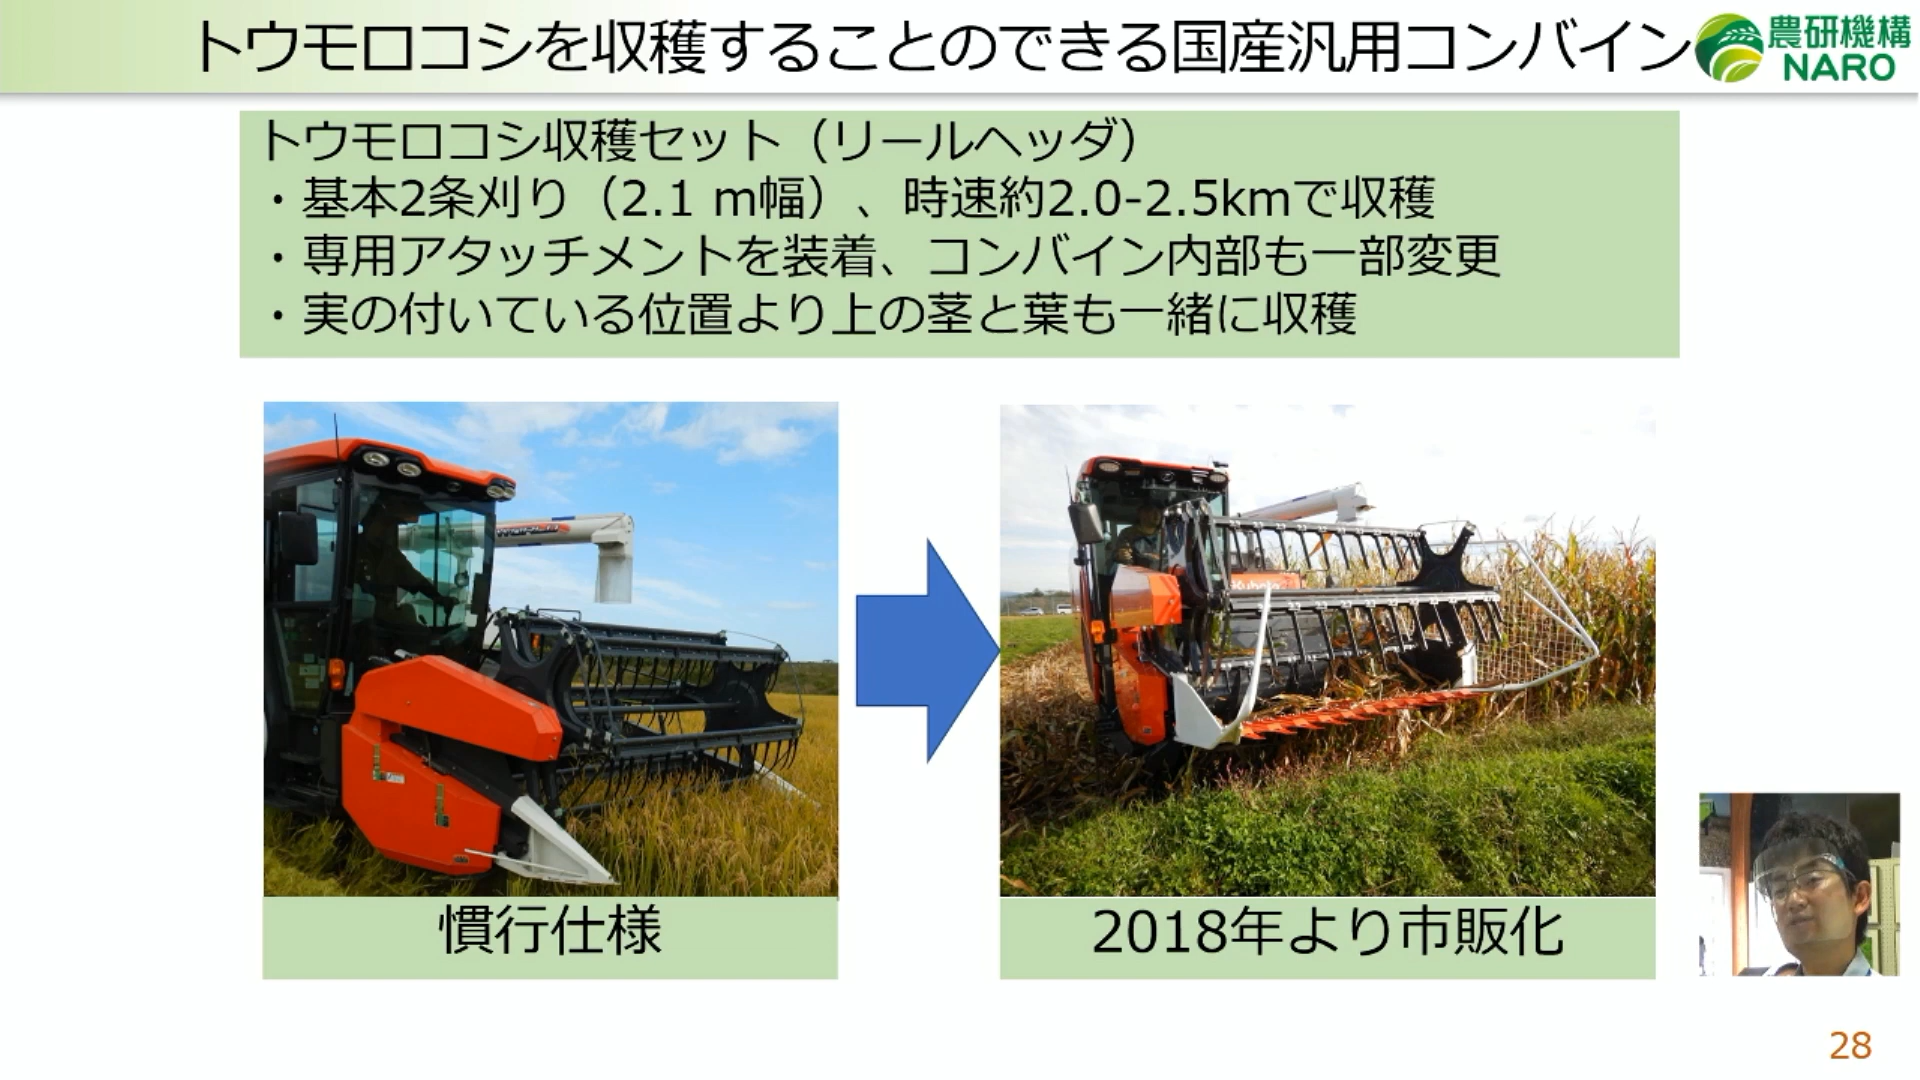 トウモロコシを収穫することのできる国産汎用コンバイン
農研機構
NARO
トウモロコシ収穫セット（リールヘッダ）
・基本2条刈り（2.1 m幅）、時速約2.0-2.5kmで収穫
・専用アタッチメントを装着、コンバイン内部も一部変更
・実の付いている位置より上の茎と葉も一緒に収穫
Kubota
慣行仕様
2018年より市販化
28